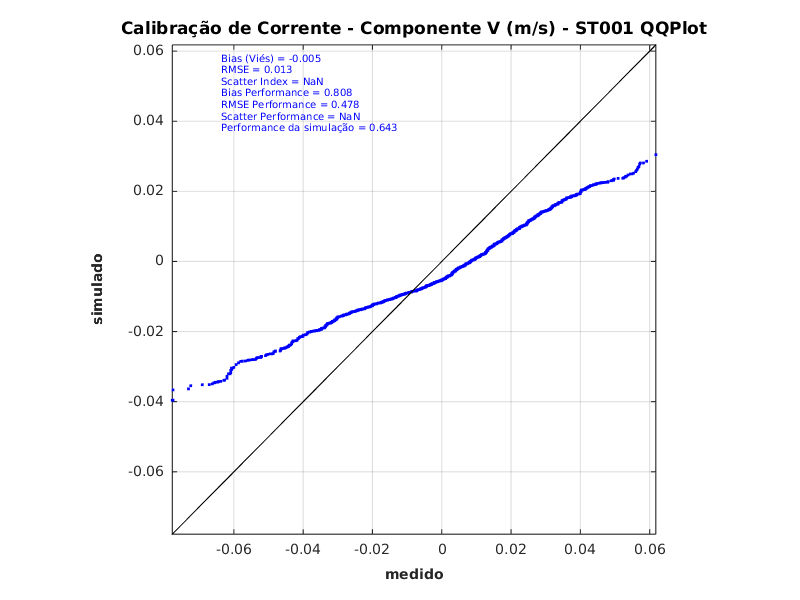 Calibração de Corrente - Componente V (m/s) - ST001 QQPlot
Bias (Viés) = -0.005
RMSE = 0.013
Scatter Index = NaN
Bias Performance = 0.808
RMSE Performance = 0.478
Scatter Performance = NaN
Performance da simulação = 0.643
0.06
0.04
0.02
0
-0.02
-0.04
-0.06
simulado
-0.06 -0.04 -0.02 0 0.02 0.04 0.06
medido